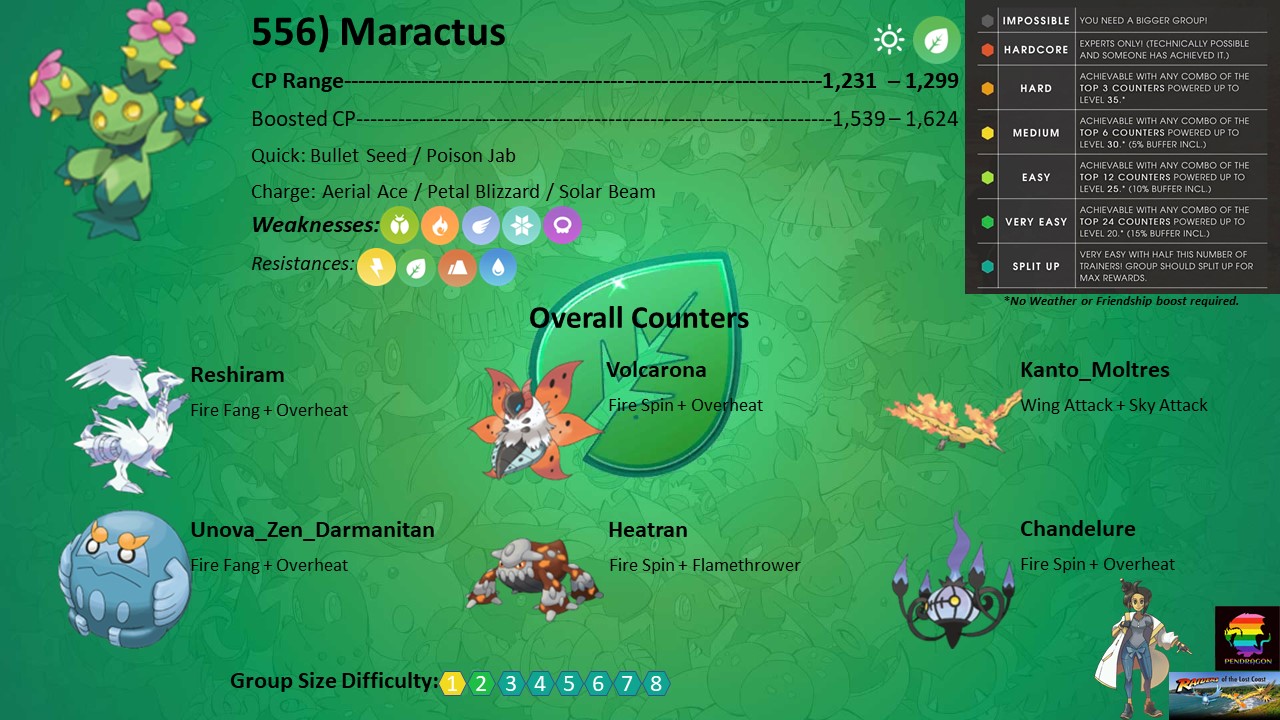 556) Maractus
CP Range---------------------------------------------------------------------1,231 – 1,299
Boosted CP---------------------------------------------------------------------1,539 – 1,624
Quick: Bullet Seed / Poison Jab
Charge: Aerial Ace / Petal Blizzard / Solar Beam
Weaknesses:
Resistances:
IMPOSSIBLE YOU NEED A BIGGER GROUP!
HARDCORE EXPERTS ONLY! (TECHNICALLY POSSIBLE
AND SOMEONE HAS ACHIEVED IT.)
HARD ACHIEVABLE WITH ANY COMBO OF THE
TOP 3 COUNTERS POWERED UP TO
LEVEL 35.*
MEDIUM ACHIEVABLE WITH ANY COMBO OF THE
TOP 6 COUNTERS POWERED UP TO
LEVEL 30.* (5% BUFFER INCL.)
EASY ACHIEVABLE WITH ANY COMBO OF THE
TOP 12 COUNTERS POWERED UP TO
LEVEL 25.* (10% BUFFER INCL.)
VERY EASY ACHIEVABLE WITH ANY COMBO OF THE
TOP 24 COUNTERS POWERED UP TO
LEVEL 20.* (15% BUFFER INCL.)
SPLIT UP VERY EASY WITH HALF THIS NUMBER OF
TRAINERS! GROUP SHOULD SPLIT UP FOR
MAX REWARDS.
*No Weather or Friendship boost required.
Overall Counters
Reshiram
Fire Fang + Overheat
Volcarona
Fire Spin + Overheat
Kanto_Moltres
Wing Attack + Sky Attack
Unova_Zen_Darmanitan
Fire Fang + Overheat
Heatran
Fire Spin + Flamethrower
Chandelure
Fire Spin + Overheat
Group Size Difficulty: 1 2 3 4 5 6 7 8
PENDRAGON
RAIDERS of the Lost Coast